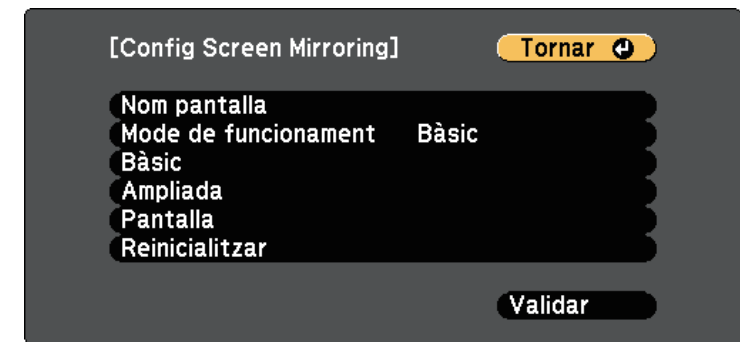 [Config Screen Mirroring] Tornar
Nom pantalla
Mode de funcionament Bàsic
Bàsic
Ampliada
Pantalla
Reinicialitzar
Validar